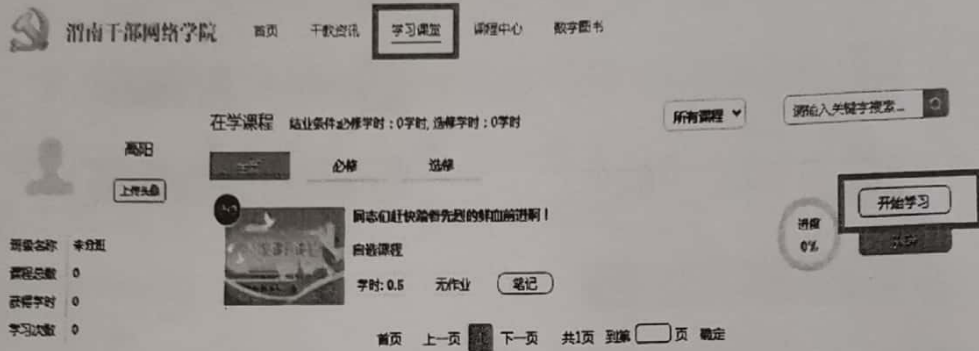 渭南干部网络学院 首页 干教资讯 学习课堂 课程中心 数字图书
在学课程 结业条件:必修学时：0学时, 选修学时：0学时 所有课程 请输入关键字搜索...
高阳
上传头像
必修 选修
同志们赶快踏着先烈的鲜血前进啊！
自选课程
学时: 0.5 无作业 笔记
进度
0%
开始学习
班级名称 未分班
课程总数 0
获得学时 0
学习次数 0
首页 上一页 1 下一页 共1页 到第 页 确定